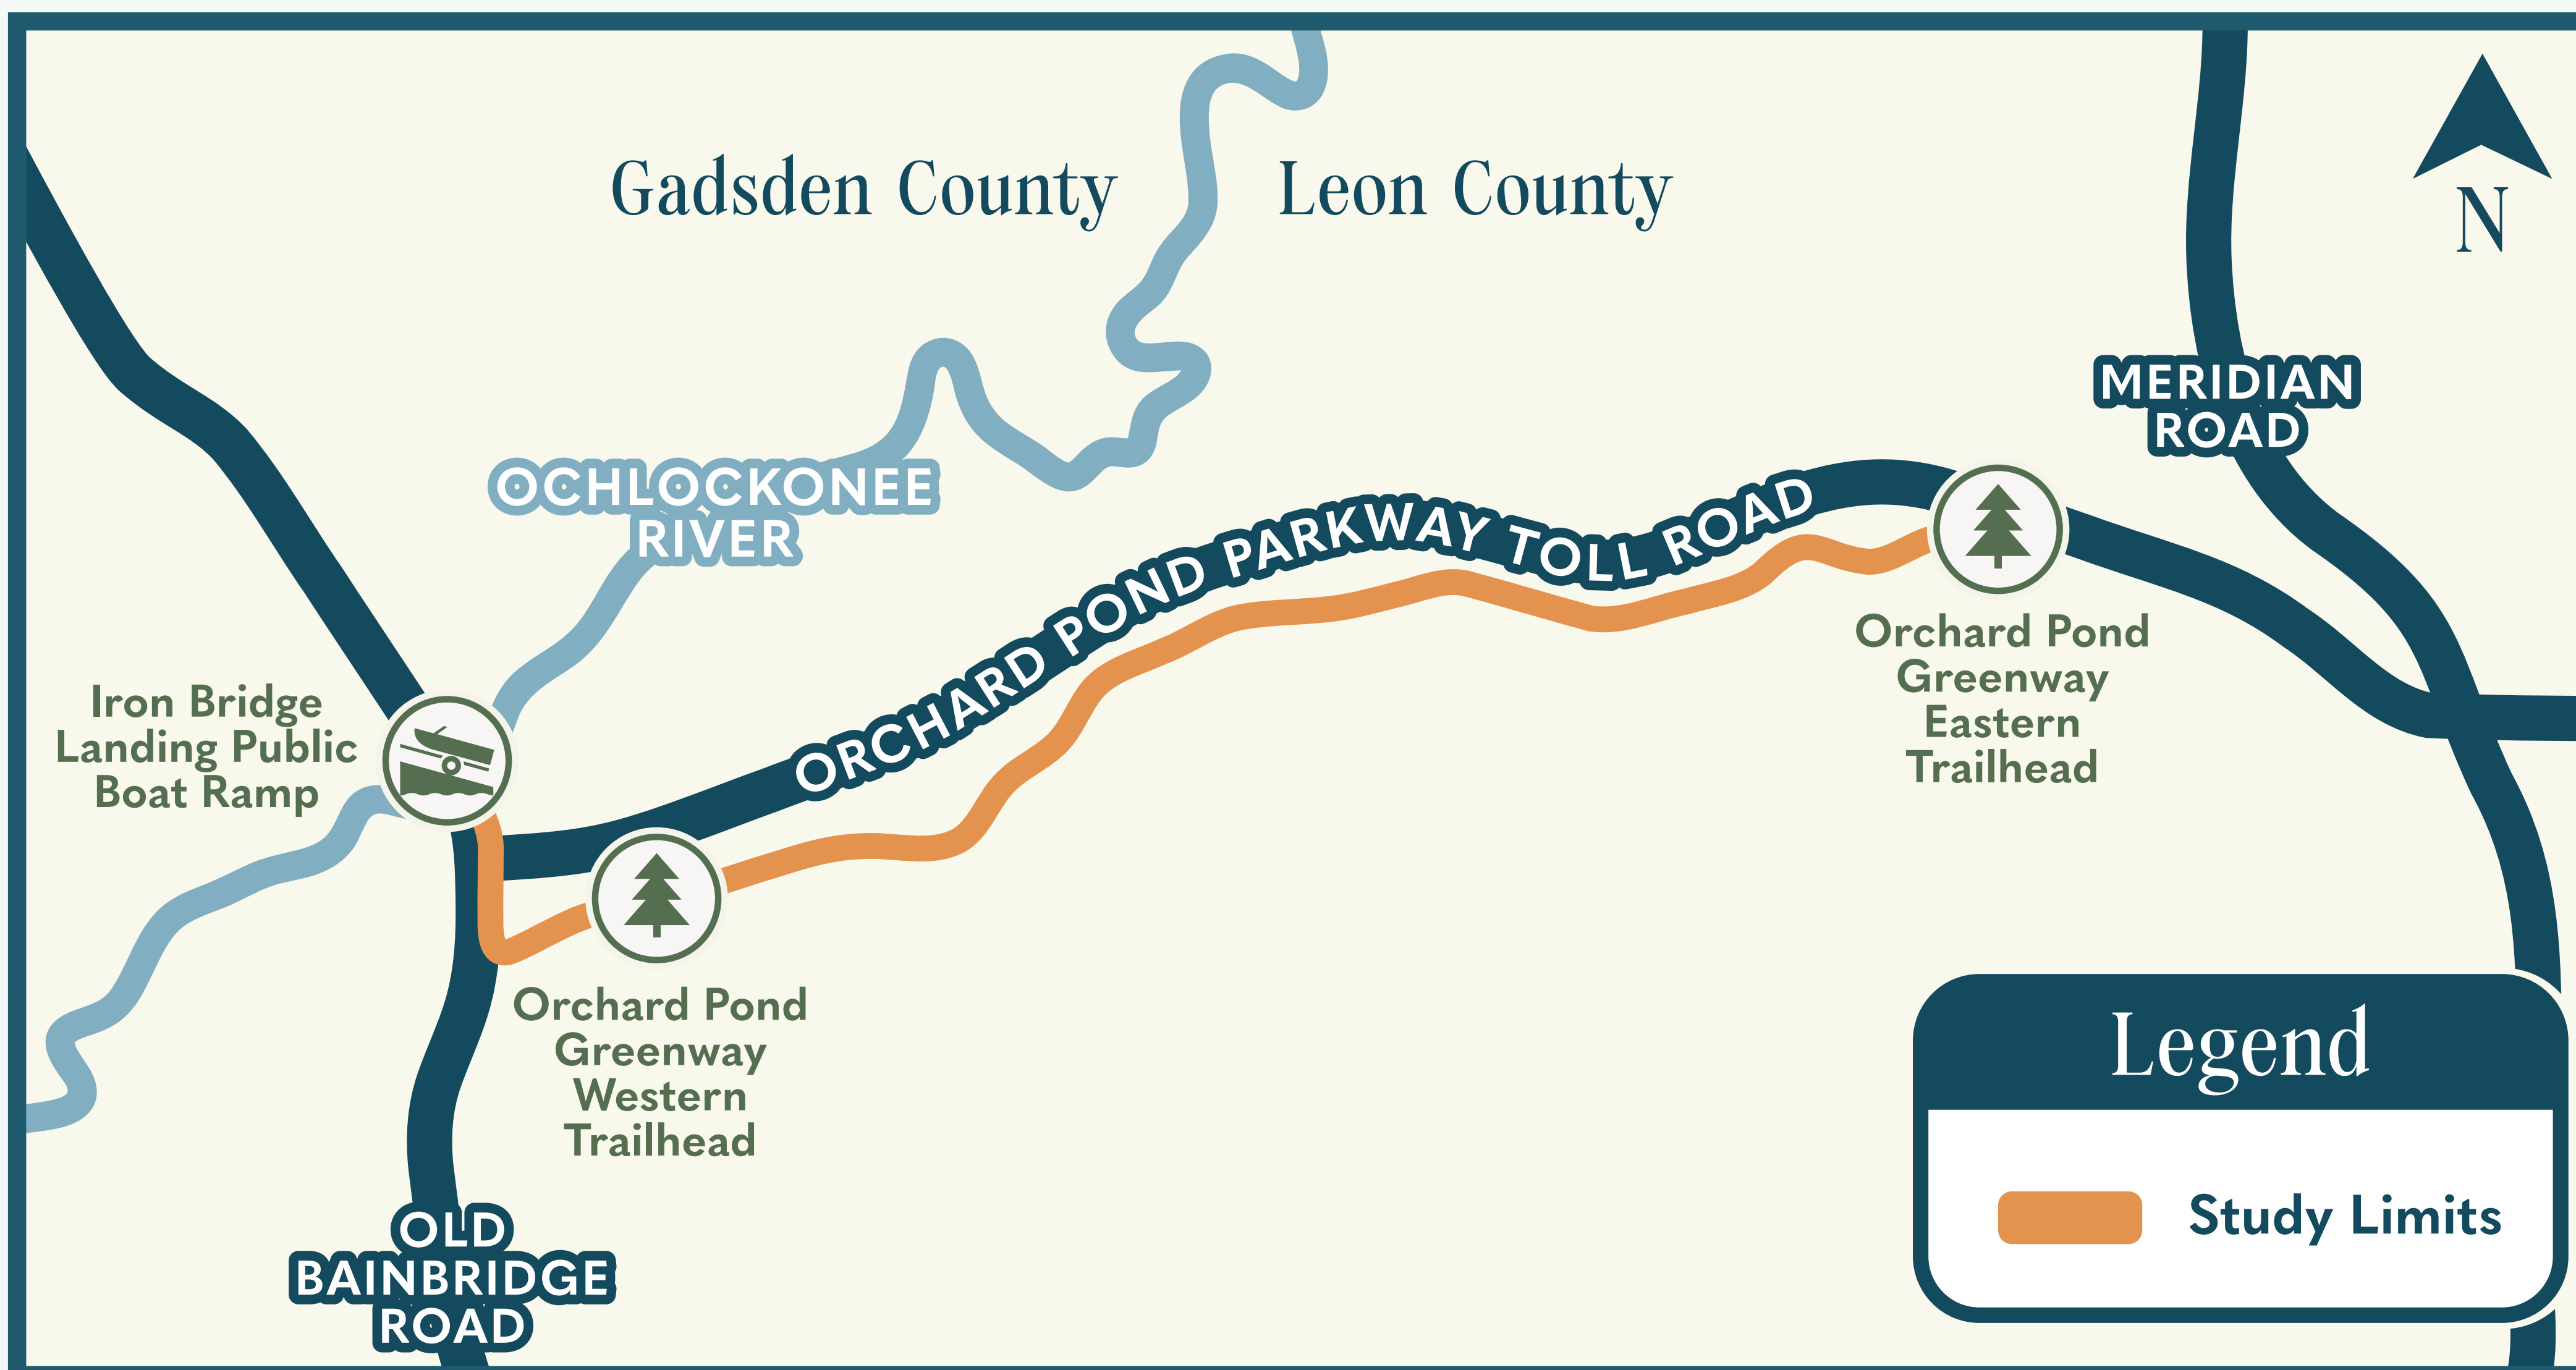 Gadsden County
Leon County
N
MERIDIAN
ROAD
OCHLOCKONEE
RIVER
ORCHARD POND PARKWAY TOLL ROAD
Orchard Pond
Greenway
Eastern
Trailhead
Iron Bridge
Landing Public
Boat Ramp
Orchard Pond
Greenway
Western
Trailhead
OLD
BAINBRIDGE
ROAD
Legend
Study Limits